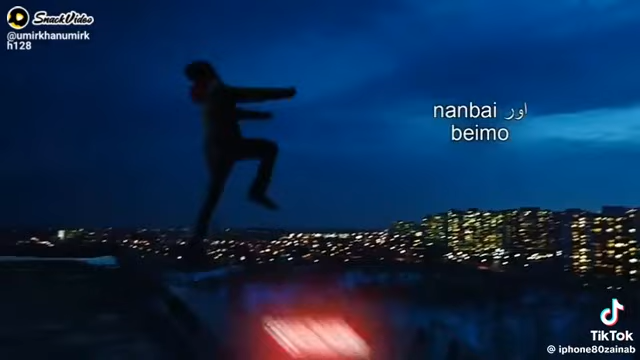 SnackVideo
@umirkhanumirk
h128
nanbai اور
beimo
TikTok
@ iphone80zainab